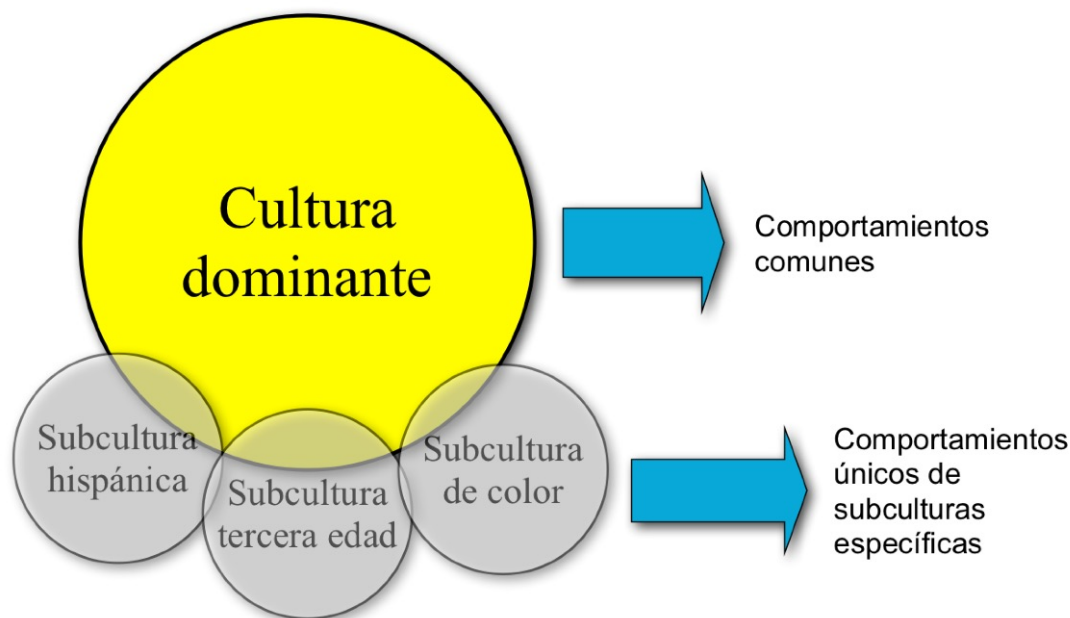 Cultura
dominante
Comportamientos
comunes
Subcultura
hispánica
Subcultura
tercera edad
Subcultura
de color
Comportamientos
únicos de
subculturas
específicas